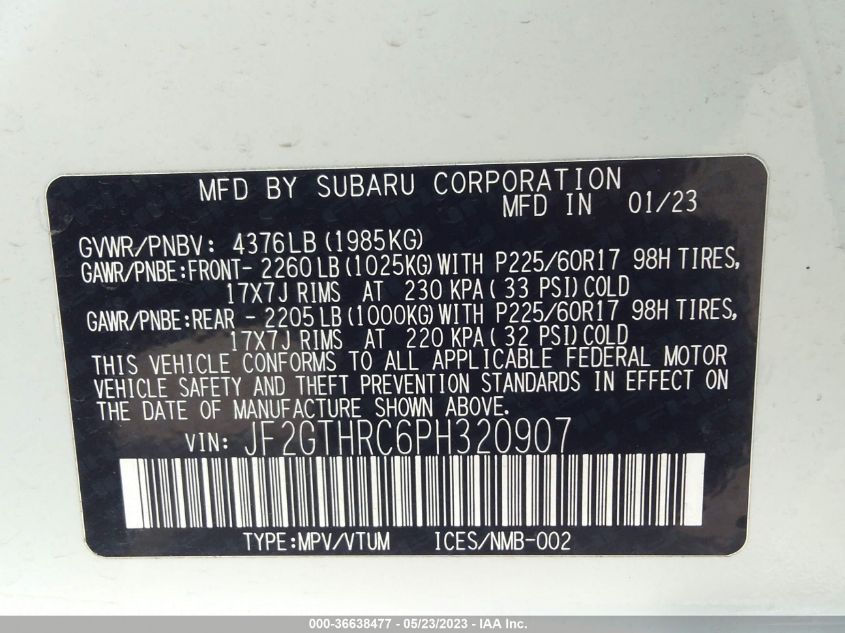 MFD BY SUBARU CORPORATION
MFD IN 01/23
GVWR/PNBV: 4376LB (1985KG)
GAWR/PNBE:FRONT- 2260LB (1025KG) WITH P225/60R17 98H TIRES,
17X7J RIMS AT 230 KPA( 33 PSI) COLD
GAWR/PNBE:REAR - 2205LB (1000KG) WITH P225/60R17 98H TIRES,
17X7J RIMS AT 220 KPA( 32 PSI) COLD
THIS VEHICLE CONFORMS TO ALL APPLICABLE FEDERAL MOTOR
VEHICLE SAFETY AND THEFT PREVENTION STANDARDS IN EFFECT ON
THE DATE OF MANUFACTURE SHOWN ABOVE.
VIN: JF2GTHRC6PH320907
TYPE:MPV/VTUM ICES/NMB-002
000-36638477 - 05/23/2023 - IAA Inc.